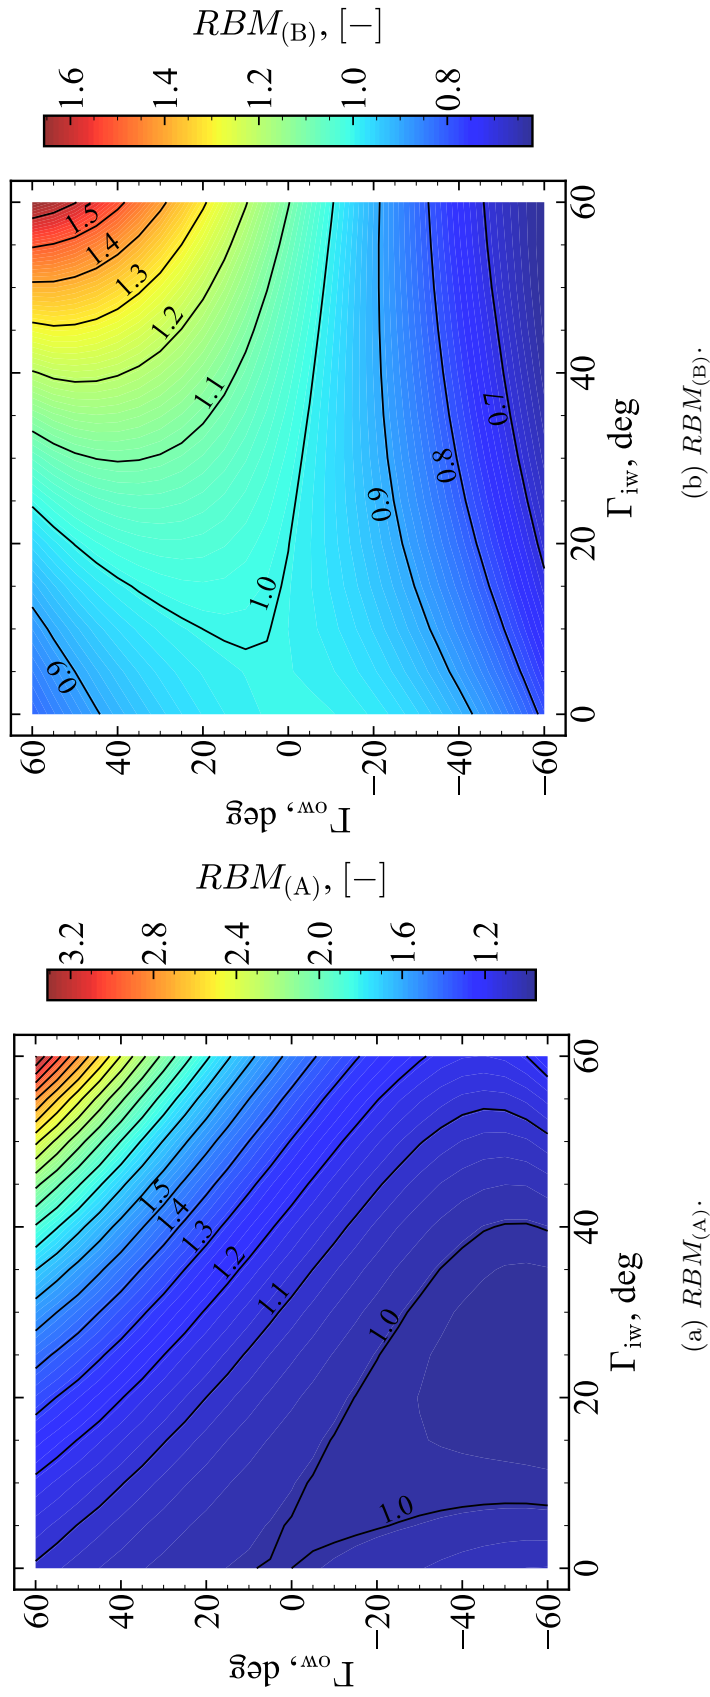 RBM(B), [−]
1.6 1.4 1.2 1.0 0.8
1.5
1.4
1.3
1.2
1.1
1.0
0.9
0.9
0.8
0.7
60
40
20
0
60 40 20 0 −20 −40 −60
Γow, deg
Γiw, deg
(b) RBM(B).
RBM(A), [−]
3.2 2.8 2.4 2.0 1.6 1.2
1.5
1.4
1.3
1.2
1.1
1.0
1.0
60
40
20
0
60 40 20 0 −20 −40 −60
Γow, deg
Γiw, deg
(a) RBM(A).